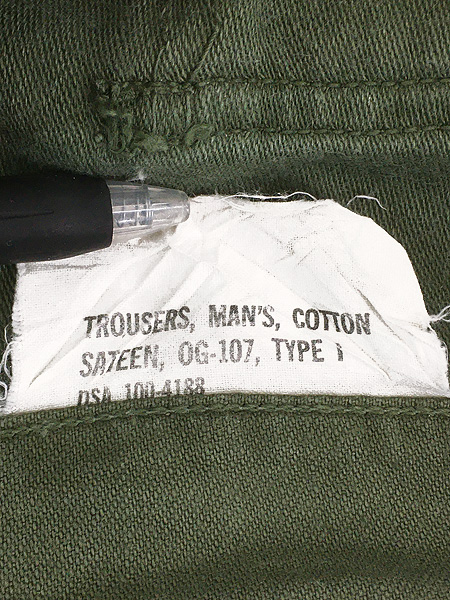 TROUSERS, MAN'S, COTTON
SATEEN, OG-107, TYPE I
DSA 100-4188